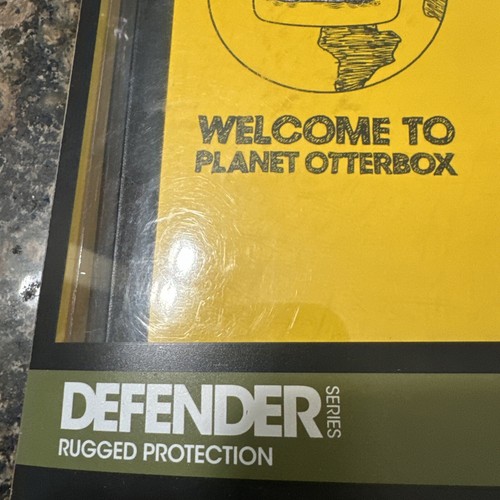 WELCOME TO
PLANET OTTERBOX
DEFENDER SERIES
RUGGED PROTECTION